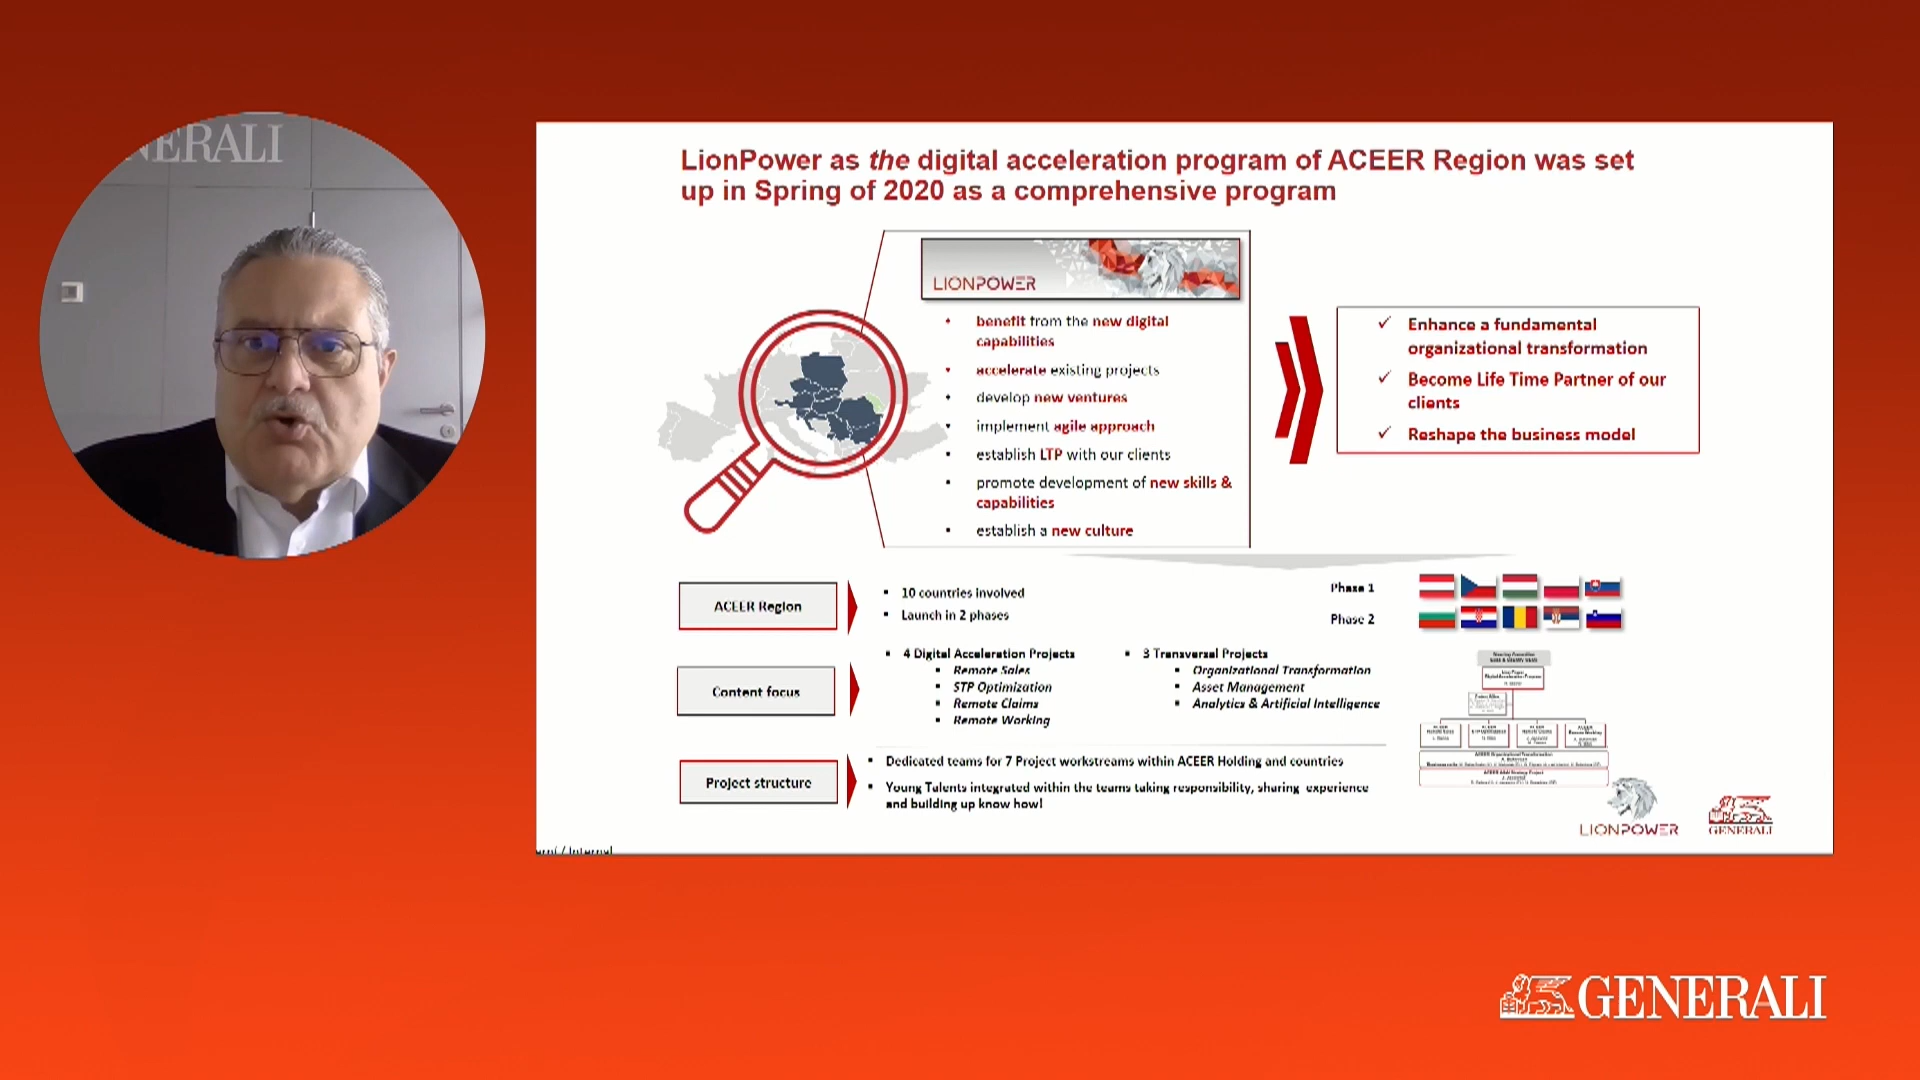 NERALI
LionPower as the digital acceleration program of ACEER Region was set
up in Spring of 2020 as a comprehensive program
LIONPOWER
• benefit from the new digital
capabilities
• accelerate existing projects
• develop new ventures
• implement agile approach
• establish LTP with our clients
• promote development of new skills &
capabilities
• establish a new culture
✓ Enhance a fundamental
organizational transformation
✓ Become Life Time Partner of our
clients
✓ Reshape the business model
ACEER Region
▪ 10 countries involved
▪ Launch in 2 phases
Phase 1
Phase 2
Content focus
▪ 4 Digital Acceleration Projects
▪ Remote Sales
▪ STP Optimization
▪ Remote Claims
▪ Remote Working
▪ 3 Transversal Projects
▪ Organizational Transformation
▪ Asset Management
▪ Analytics & Artificial Intelligence
Project structure
▪ Dedicated teams for 7 Project workstreams within ACEER Holding and countries
▪ Young Talents integrated within the teams taking responsibility, sharing experience
and building up know how!
LIONPOWER
GENERALI
/ Internal
GENERALI